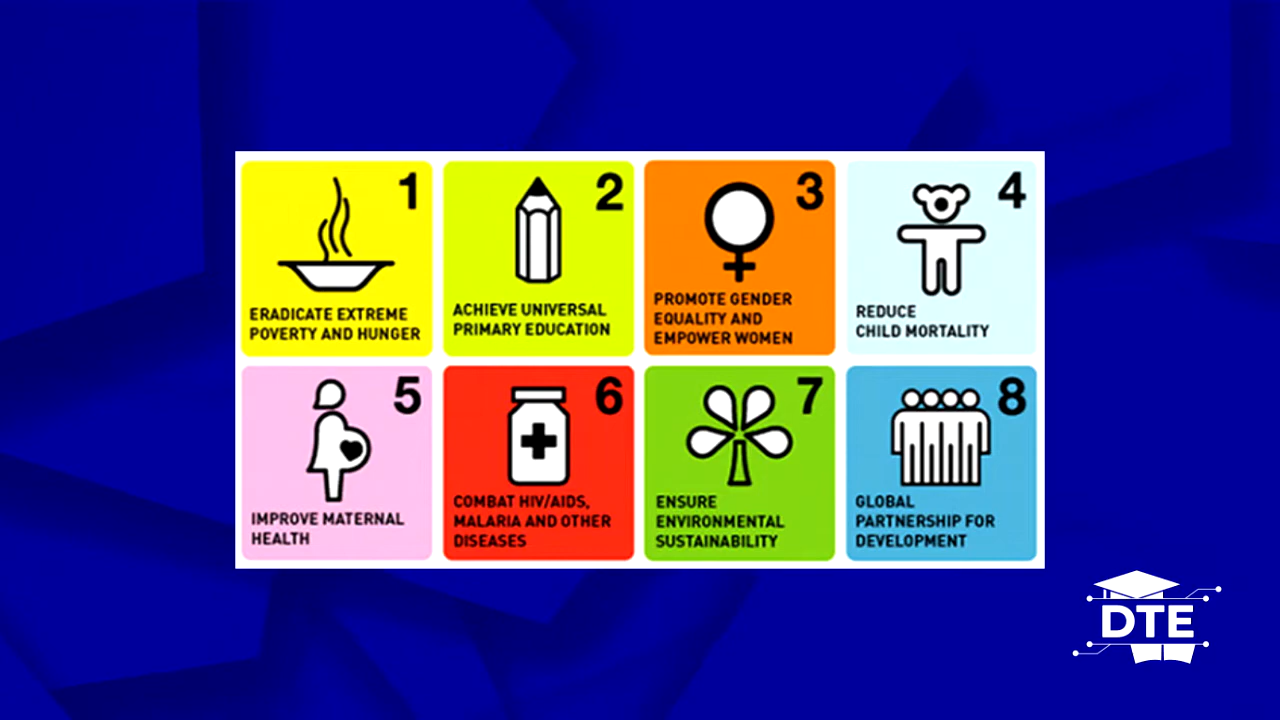 1
ERADICATE EXTREME
POVERTY AND HUNGER
2
ACHIEVE UNIVERSAL
PRIMARY EDUCATION
3
PROMOTE GENDER
EQUALITY AND
EMPOWER WOMEN
4
REDUCE
CHILD MORTALITY
5
IMPROVE MATERNAL
HEALTH
6
COMBAT HIV/AIDS,
MALARIA AND OTHER
DISEASES
7
ENSURE
ENVIRONMENTAL
SUSTAINABILITY
8
GLOBAL
PARTNERSHIP FOR
DEVELOPMENT
DTE